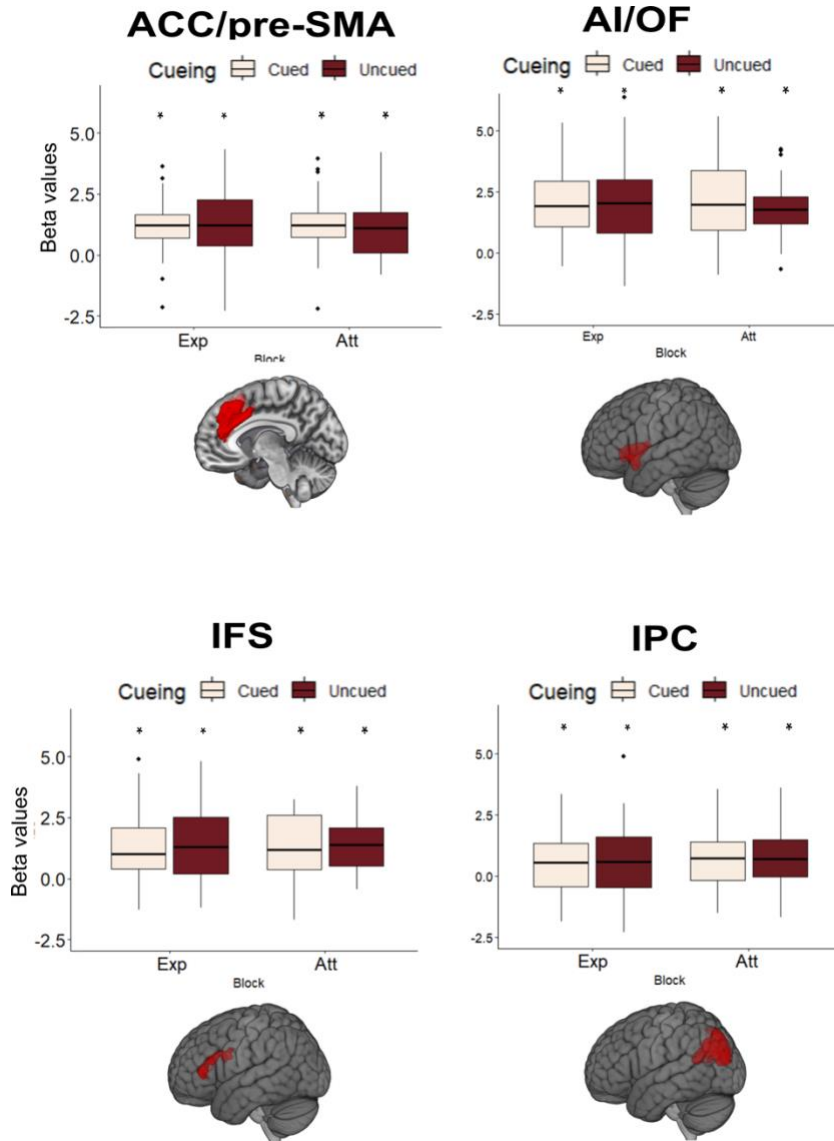 ACC/pre-SMA
Cueing Cued Uncued
* * * *
Beta values
5.0
2.5
0.0
-2.5
Exp Att
Block
AI/OF
Cueing Cued Uncued
* * * *
5.0
2.5
0.0
-2.5
Exp Att
Block
IFS
Cueing Cued Uncued
* * * *
Beta values
5.0
2.5
0.0
-2.5
Exp Att
Block
IPC
Cueing Cued Uncued
* * * *
5.0
2.5
0.0
-2.5
Exp Att
Block